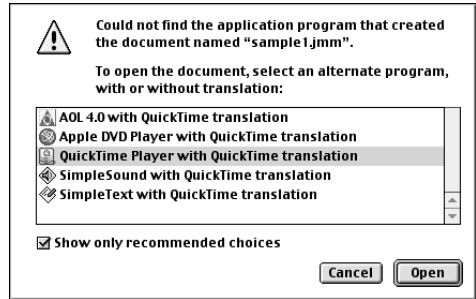 Could not find the application program that created
the document named “sample1.jmm”.
To open the document, select an alternate program,
with or without translation:
AOL 4.0 with QuickTime translation
Apple DVD Player with QuickTime translation
QuickTime Player with QuickTime translation
SimpleSound with QuickTime translation
SimpleText with QuickTime translation
Show only recommended choices
Cancel Open